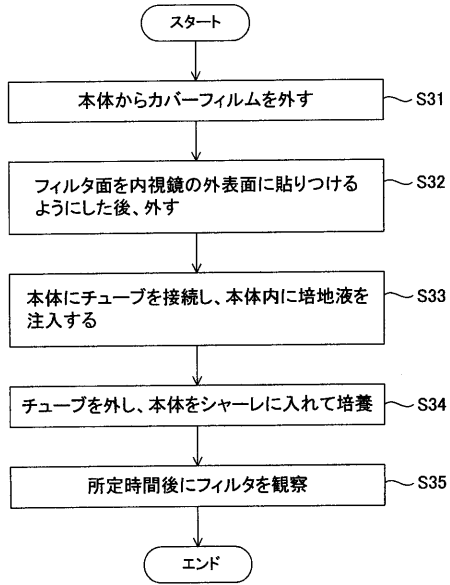 スタート
本体からカバーフィルムを外す
S31
フィルタ面を内視鏡の外表面に貼りつける
ようにした後、外す
S32
本体にチューブを接続し、本体内に培地液を
注入する
S33
チューブを外し、本体をシャーレに入れて培養
S34
所定時間後にフィルタを観察
S35
エンド